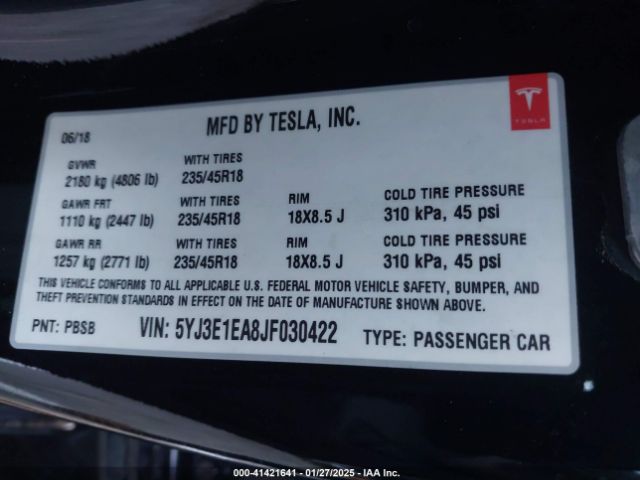 06/18 MFD BY TESLA, INC.
TESLA
GVWR WITH TIRES
2180 kg (4806 lb) 235/45R18
GAWR FRT WITH TIRES RIM COLD TIRE PRESSURE
1110 kg (2447 lb) 235/45R18 18X8.5 J 310 kPa, 45 psi
GAWR RR WITH TIRES RIM COLD TIRE PRESSURE
1257 kg (2771 lb) 235/45R18 18X8.5 J 310 kPa, 45 psi
THIS VEHICLE CONFORMS TO ALL APPLICABLE U.S. FEDERAL MOTOR VEHICLE SAFETY, BUMPER, AND
THEFT PREVENTION STANDARDS IN EFFECT ON THE DATE OF MANUFACTURE SHOWN ABOVE.
PNT: PBSB VIN: 5YJ3E1EA8JF030422 TYPE: PASSENGER CAR
000-41421641 - 01/27/2025 - IAA Inc.